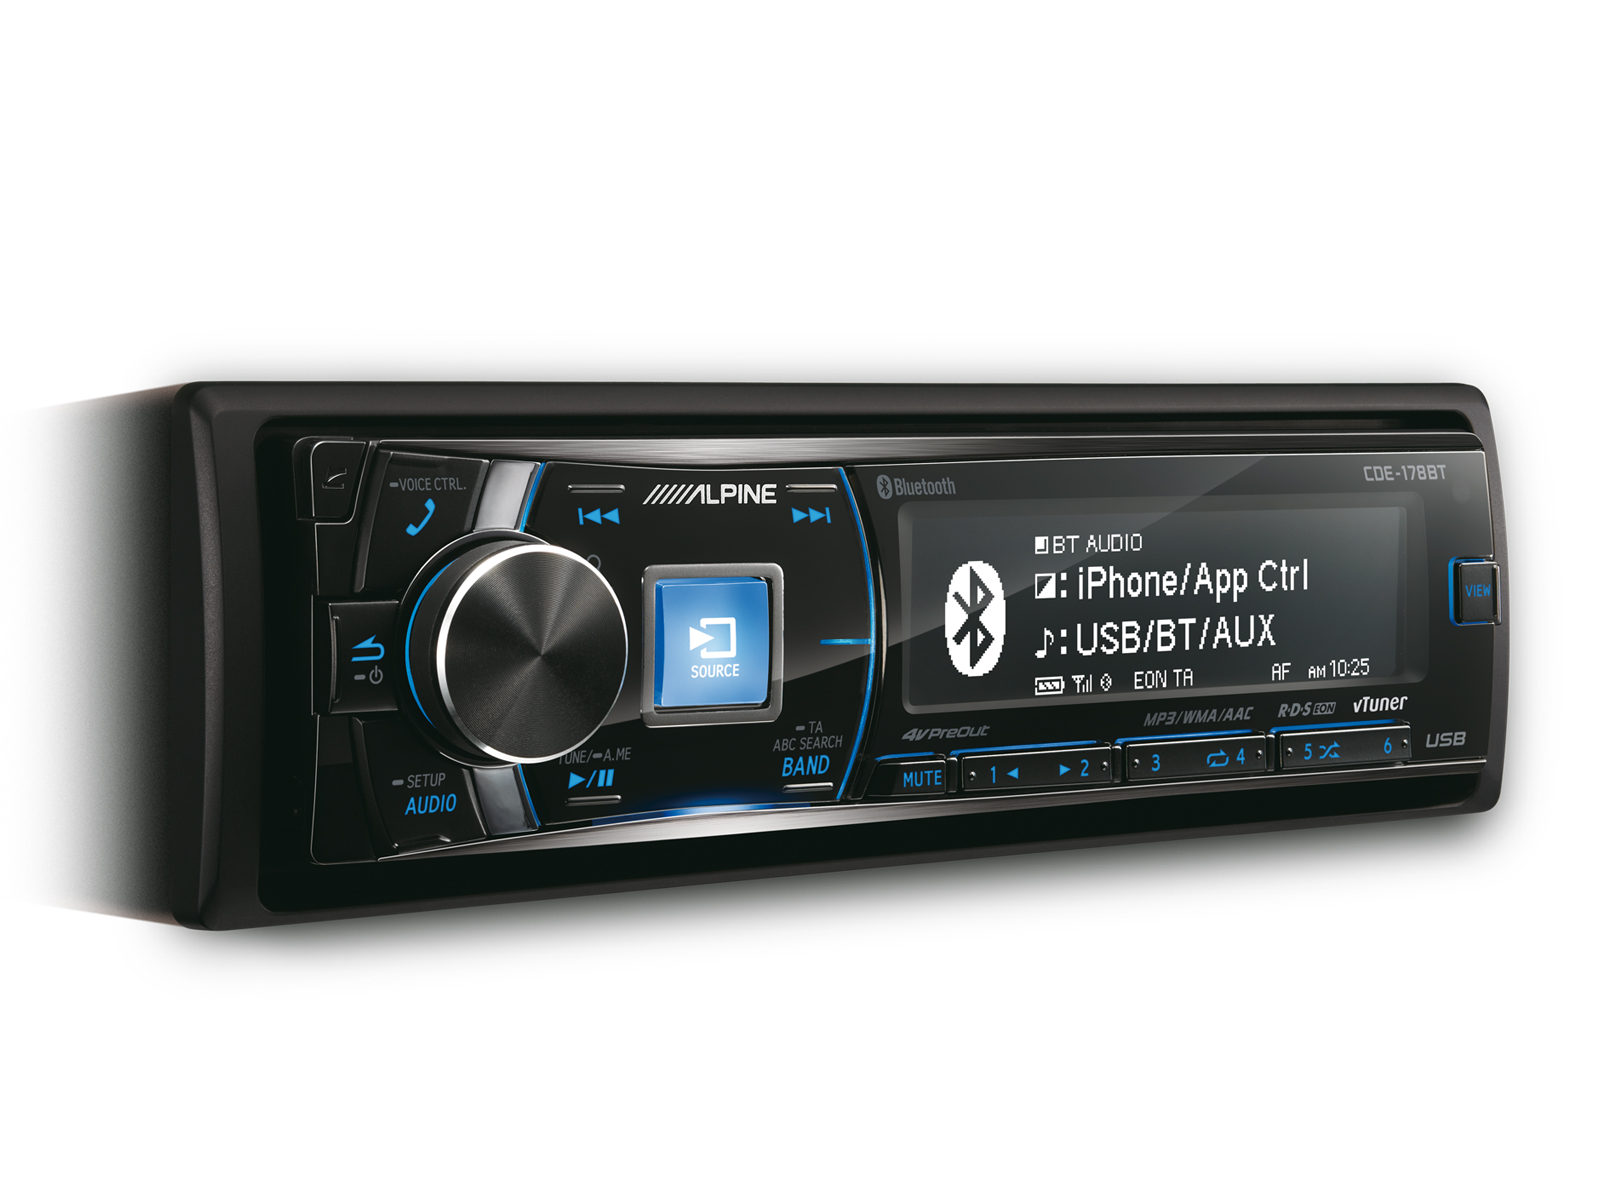 VOICE CTRL.
ALPINE
SOURCE
TA
ABC SEARCH
BAND
TUNE/A.ME
SETUP
AUDIO
Bluetooth
CDE-178BT
BT AUDIO
: iPhone/App Ctrl
♪: USB/BT/AUX
EON TA AF AM 10:25
VIEW
4VPreOut
MP3/WMA/AAC R·D·S EON vTuner
USB
MUTE 1 2 3 4 5 6